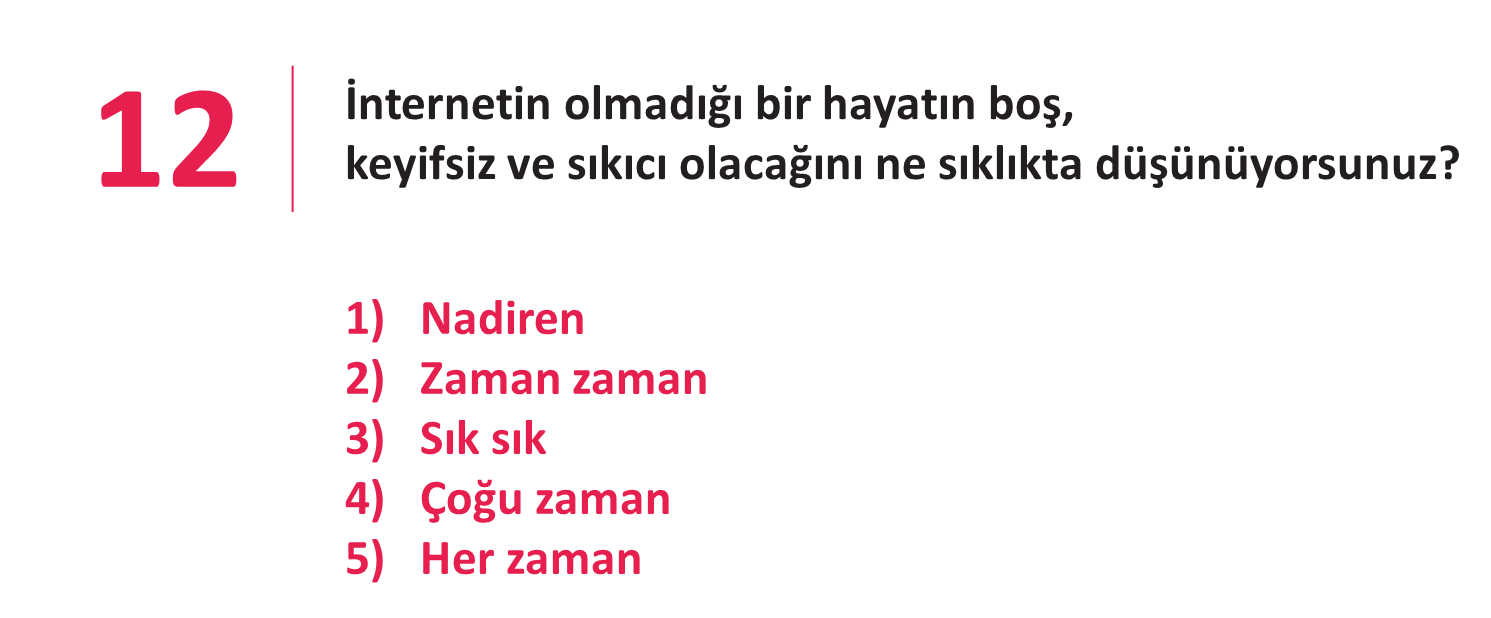 12
İnternetin olmadığı bir hayatın boş,
keyifsiz ve sıkıcı olacağını ne sıklıkta düşünüyorsunuz?
1) Nadiren
2) Zaman zaman
3) Sık sık
4) Çoğu zaman
5) Her zaman